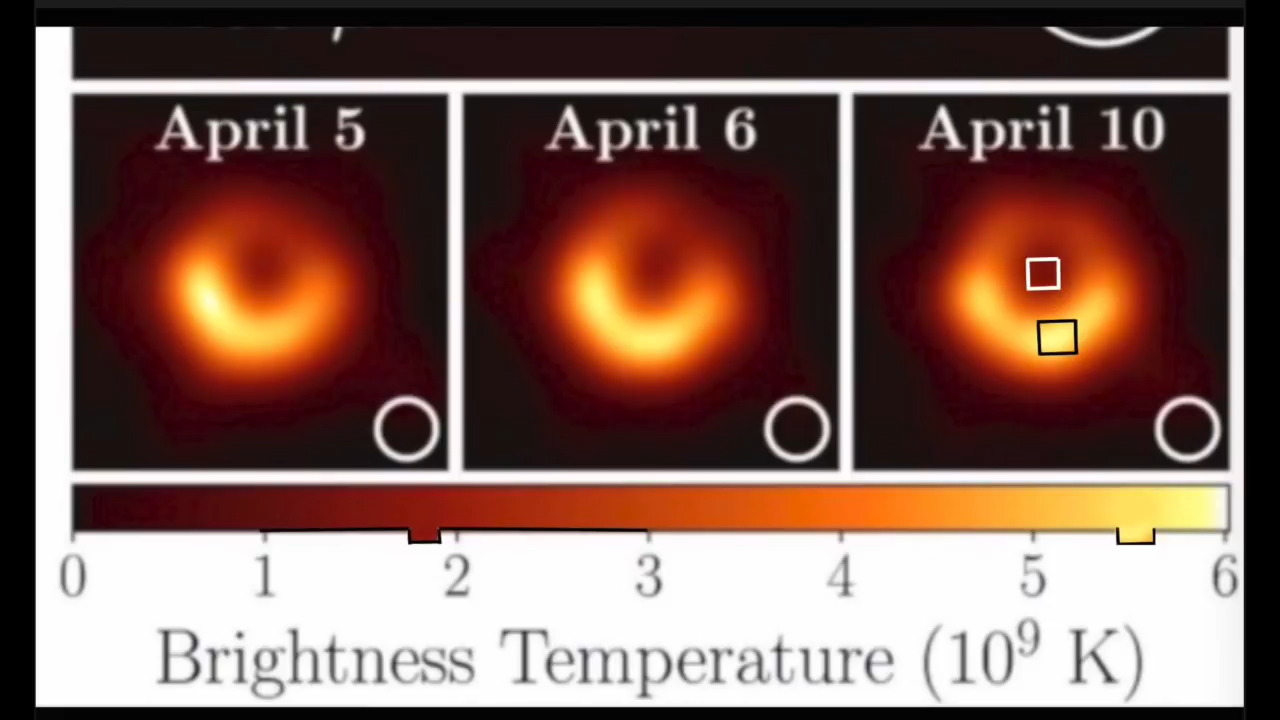 April 5 April 6 April 10
0 1 2 3 4 5 6
Brightness Temperature (10⁹ K)